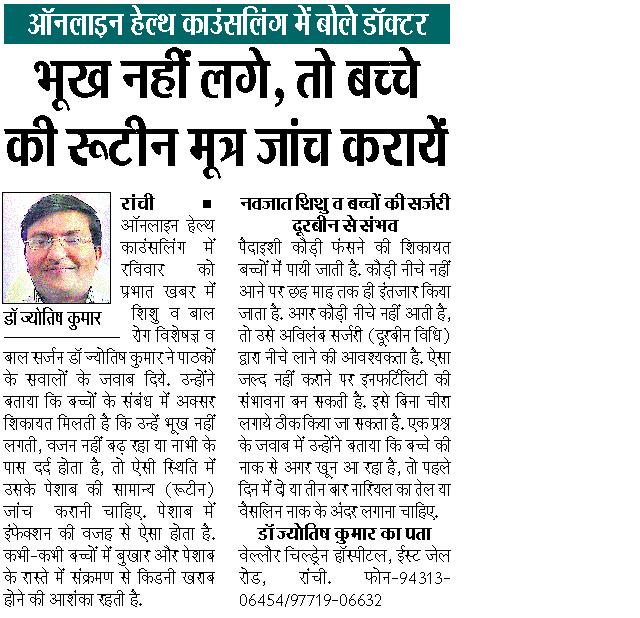 ऑनलाइन हेल्थ काउंसलिंग में बोले डॉक्टर
भूख नहीं लगे, तो बच्चे
की रूटीन मूत्र जांच करायें
डॉ ज्योतिष कुमार
रांची ■
ऑनलाइन हेल्थ
काउंसलिंग में
रविवार को
प्रभात खबर में
शिशु व बाल
रोग विशेषज्ञ व
बाल सर्जन डॉ ज्योतिष कुमार ने पाठकों
के सवालों के जवाब दिये. उन्होंने
बताया कि बच्चों के संबंध में अक्सर
शिकायत मिलती है कि उन्हें भूख नहीं
लगती, वजन नहीं बढ़ रहा या नाभी के
पास दर्द होता है, तो ऐसी स्थिति में
उसके पेशाब की सामान्य (रूटीन)
जांच करानी चाहिए. पेशाब में
इंफेक्शन की वजह से ऐसा होता है.
कभी-कभी बच्चों में बुखार और पेशाब
के रास्ते में संक्रमण से किडनी खराब
होने की आशंका रहती है.
नवजात शिशु व बच्चों की सर्जरी
दूरबीन से संभव
पैदाइशी कौड़ी फंसने की शिकायत
बच्चों में पायी जाती है. कौड़ी नीचे नहीं
आने पर छह माह तक ही इंतजार किया
जाता है. अगर कौड़ी नीचे नहीं आती है,
तो उसे अविलंब सर्जरी (दूरबीन विधि)
द्वारा नीचे लाने की आवश्यकता है. ऐसा
जल्द नहीं कराने पर इनफर्टिलिटी की
संभावना बन सकती है. इसे बिना चीरा
लगाये ठीक किया जा सकता है. एक प्रश्न
के जवाब में उन्होंने बताया कि बच्चे की
नाक से अगर खून आ रहा है, तो पहले
दिन में दो या तीन बार नारियल का तेल या
वैसलिन नाक के अंदर लगाना चाहिए.
डॉ ज्योतिष कुमार का पता
वेल्लौर चिल्ड्रेन हॉस्पीटल, ईस्ट जेल
रोड, रांची. फोन-94313-
06454/97719-06632